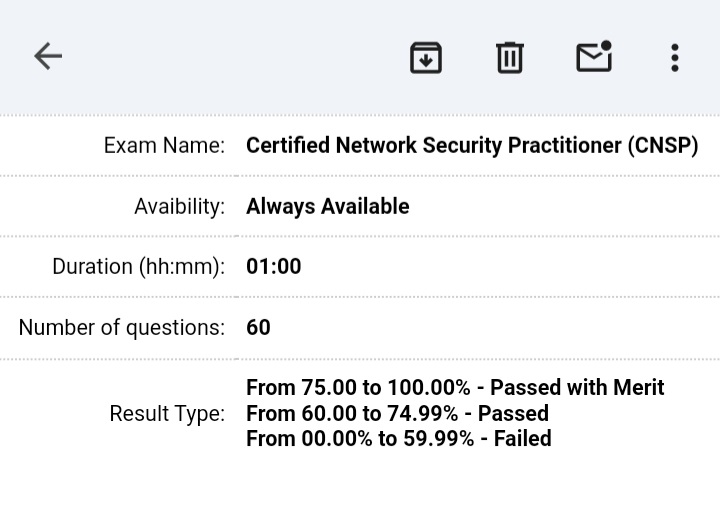 Exam Name: Certified Network Security Practitioner (CNSP)
Avaibility: Always Available
Duration (hh:mm): 01:00
Number of questions: 60
From 75.00 to 100.00% - Passed with Merit
Result Type: From 60.00 to 74.99% - Passed
From 00.00% to 59.99% - Failed